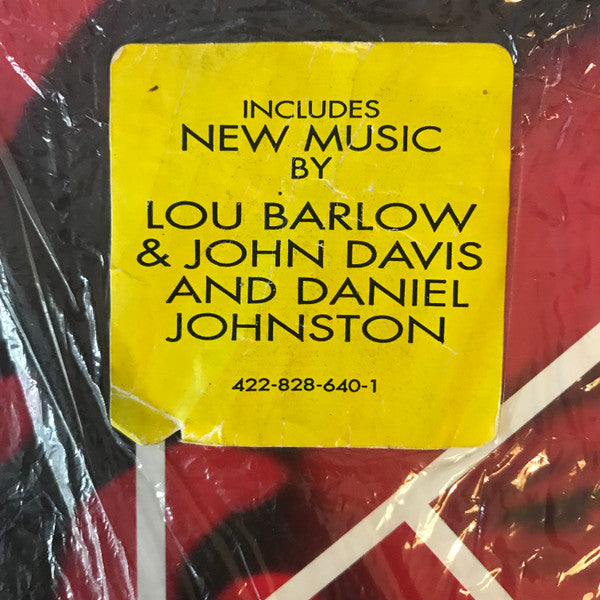 INCLUDES
NEW MUSIC
BY
LOU BARLOW
& JOHN DAVIS
AND DANIEL
JOHNSTON
422-828-640-1